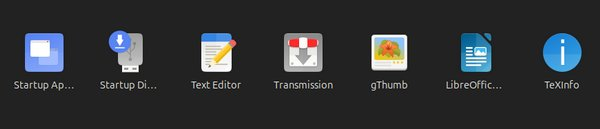 Startup Ap...
Startup Di...
Text Editor
Transmission
gThumb
LibreOffic...
TeXInfo